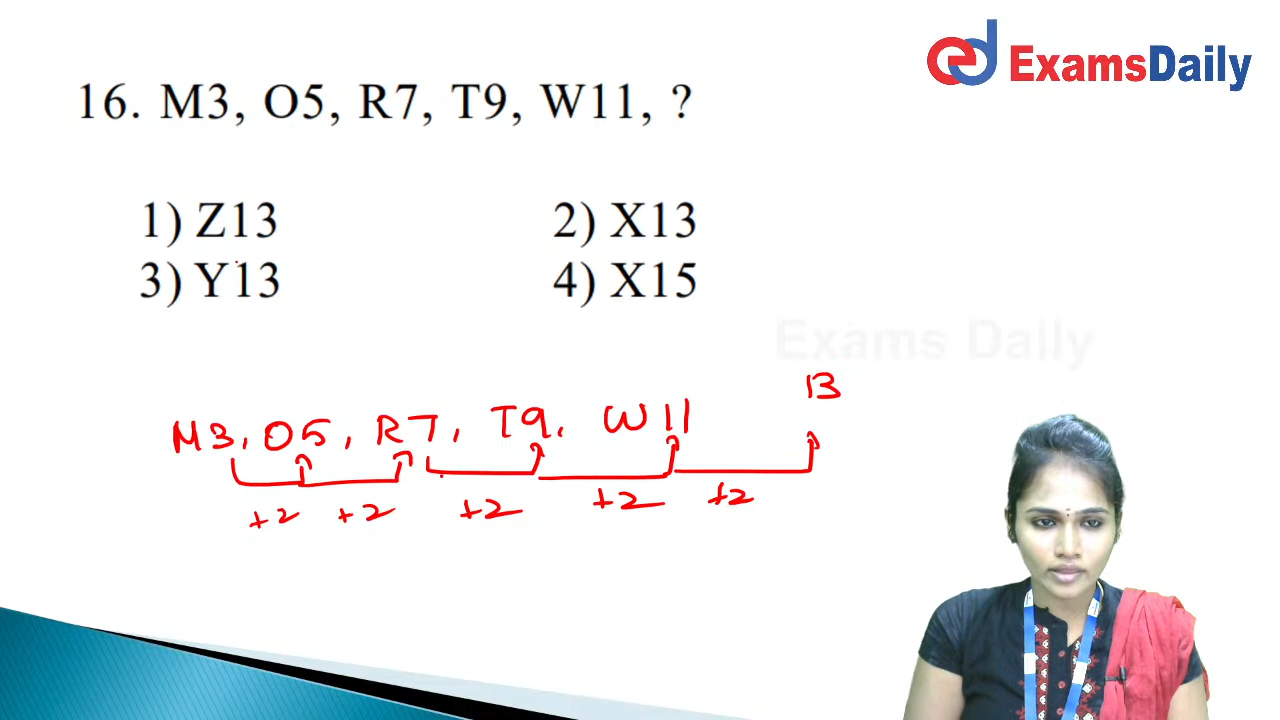 ed ExamsDaily
16. M3, O5, R7, T9, W11, ?
1) Z13 2) X13
3) Y13 4) X15
Exams Daily
13
M3, O5, R7, T9, W11
+2 +2 +2 +2 +2